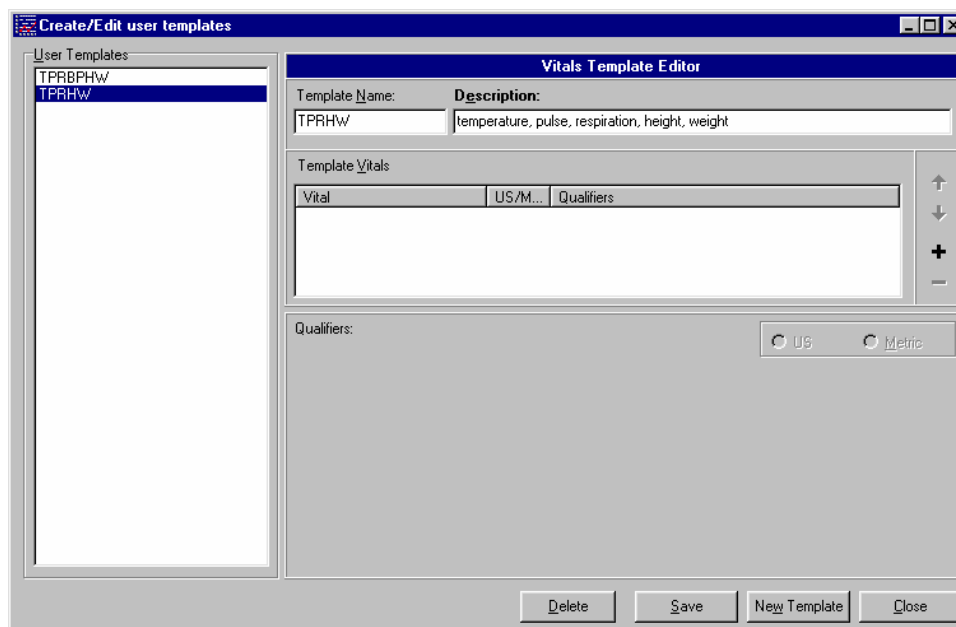 Create/Edit user templates
User Templates
TPRBPHW
TPRHW
Vitals Template Editor
Template Name:
Description:
TPRHW
temperature, pulse, respiration, height, weight
Template Vitals
Vital
US/M...
Qualifiers
Qualifiers:
US
Metric
Delete
Save
New Template
Close